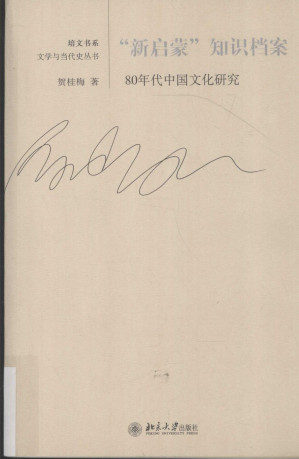 培文书系
文学与当代史丛书
贺桂梅 著
“新启蒙”知识档案
80年代中国文化研究
北京大学出版社